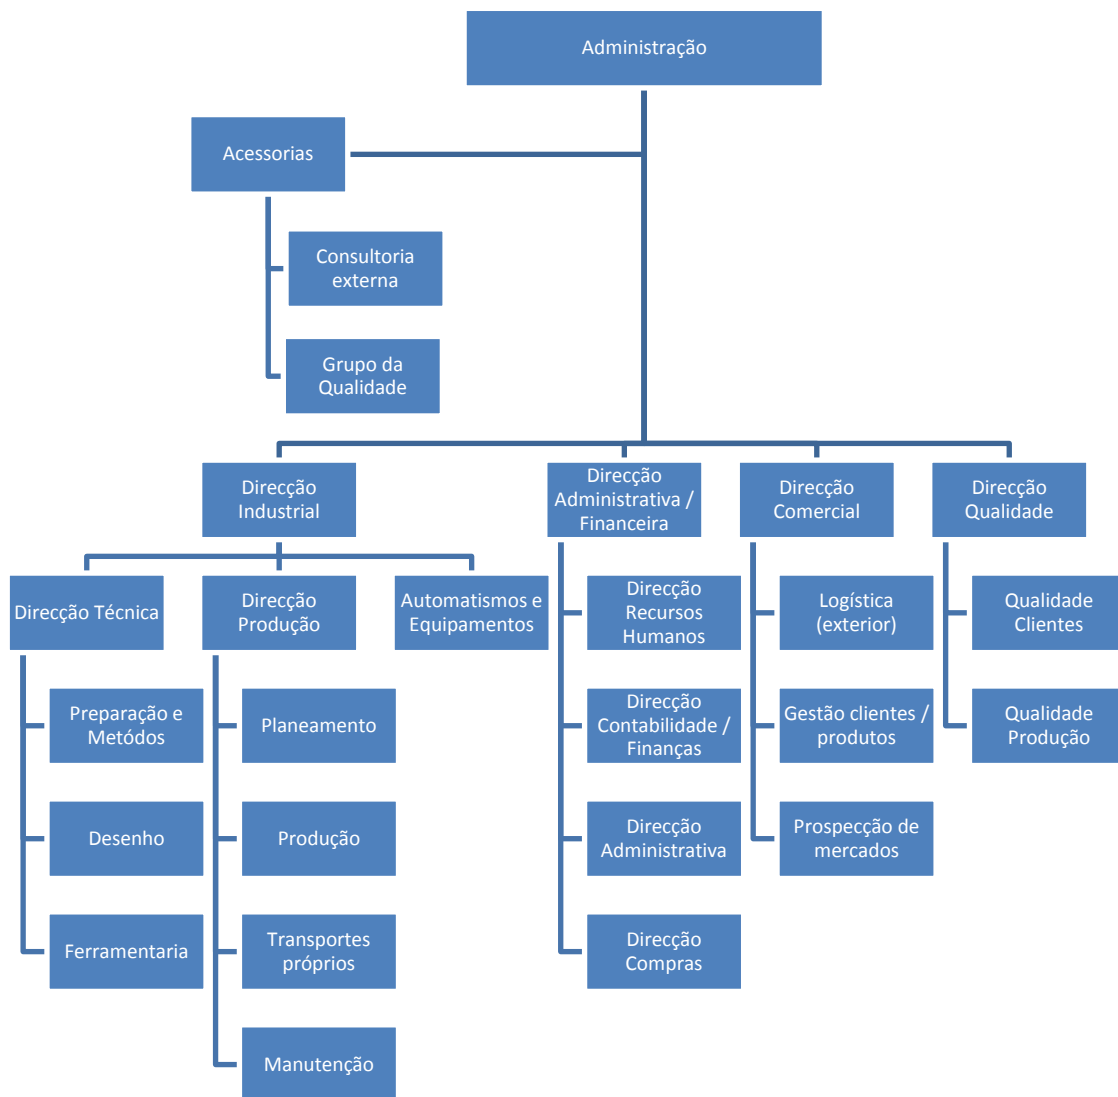 Administração
Acessorias
Consultoria
externa
Grupo da
Qualidade
Direcção
Industrial
Direcção
Administrativa /
Financeira
Direcção
Comercial
Direcção
Qualidade
Direcção Técnica
Direcção
Produção
Automatismos e
Equipamentos
Direcção
Recursos
Humanos
Logística
(exterior)
Qualidade
Clientes
Preparação e
Metódos
Planeamento
Direcção
Contabilidade /
Finanças
Gestão clientes /
produtos
Qualidade
Produção
Desenho
Produção
Direcção
Administrativa
Prospecção de
mercados
Ferramentaria
Transportes
próprios
Direcção
Compras
Manutenção